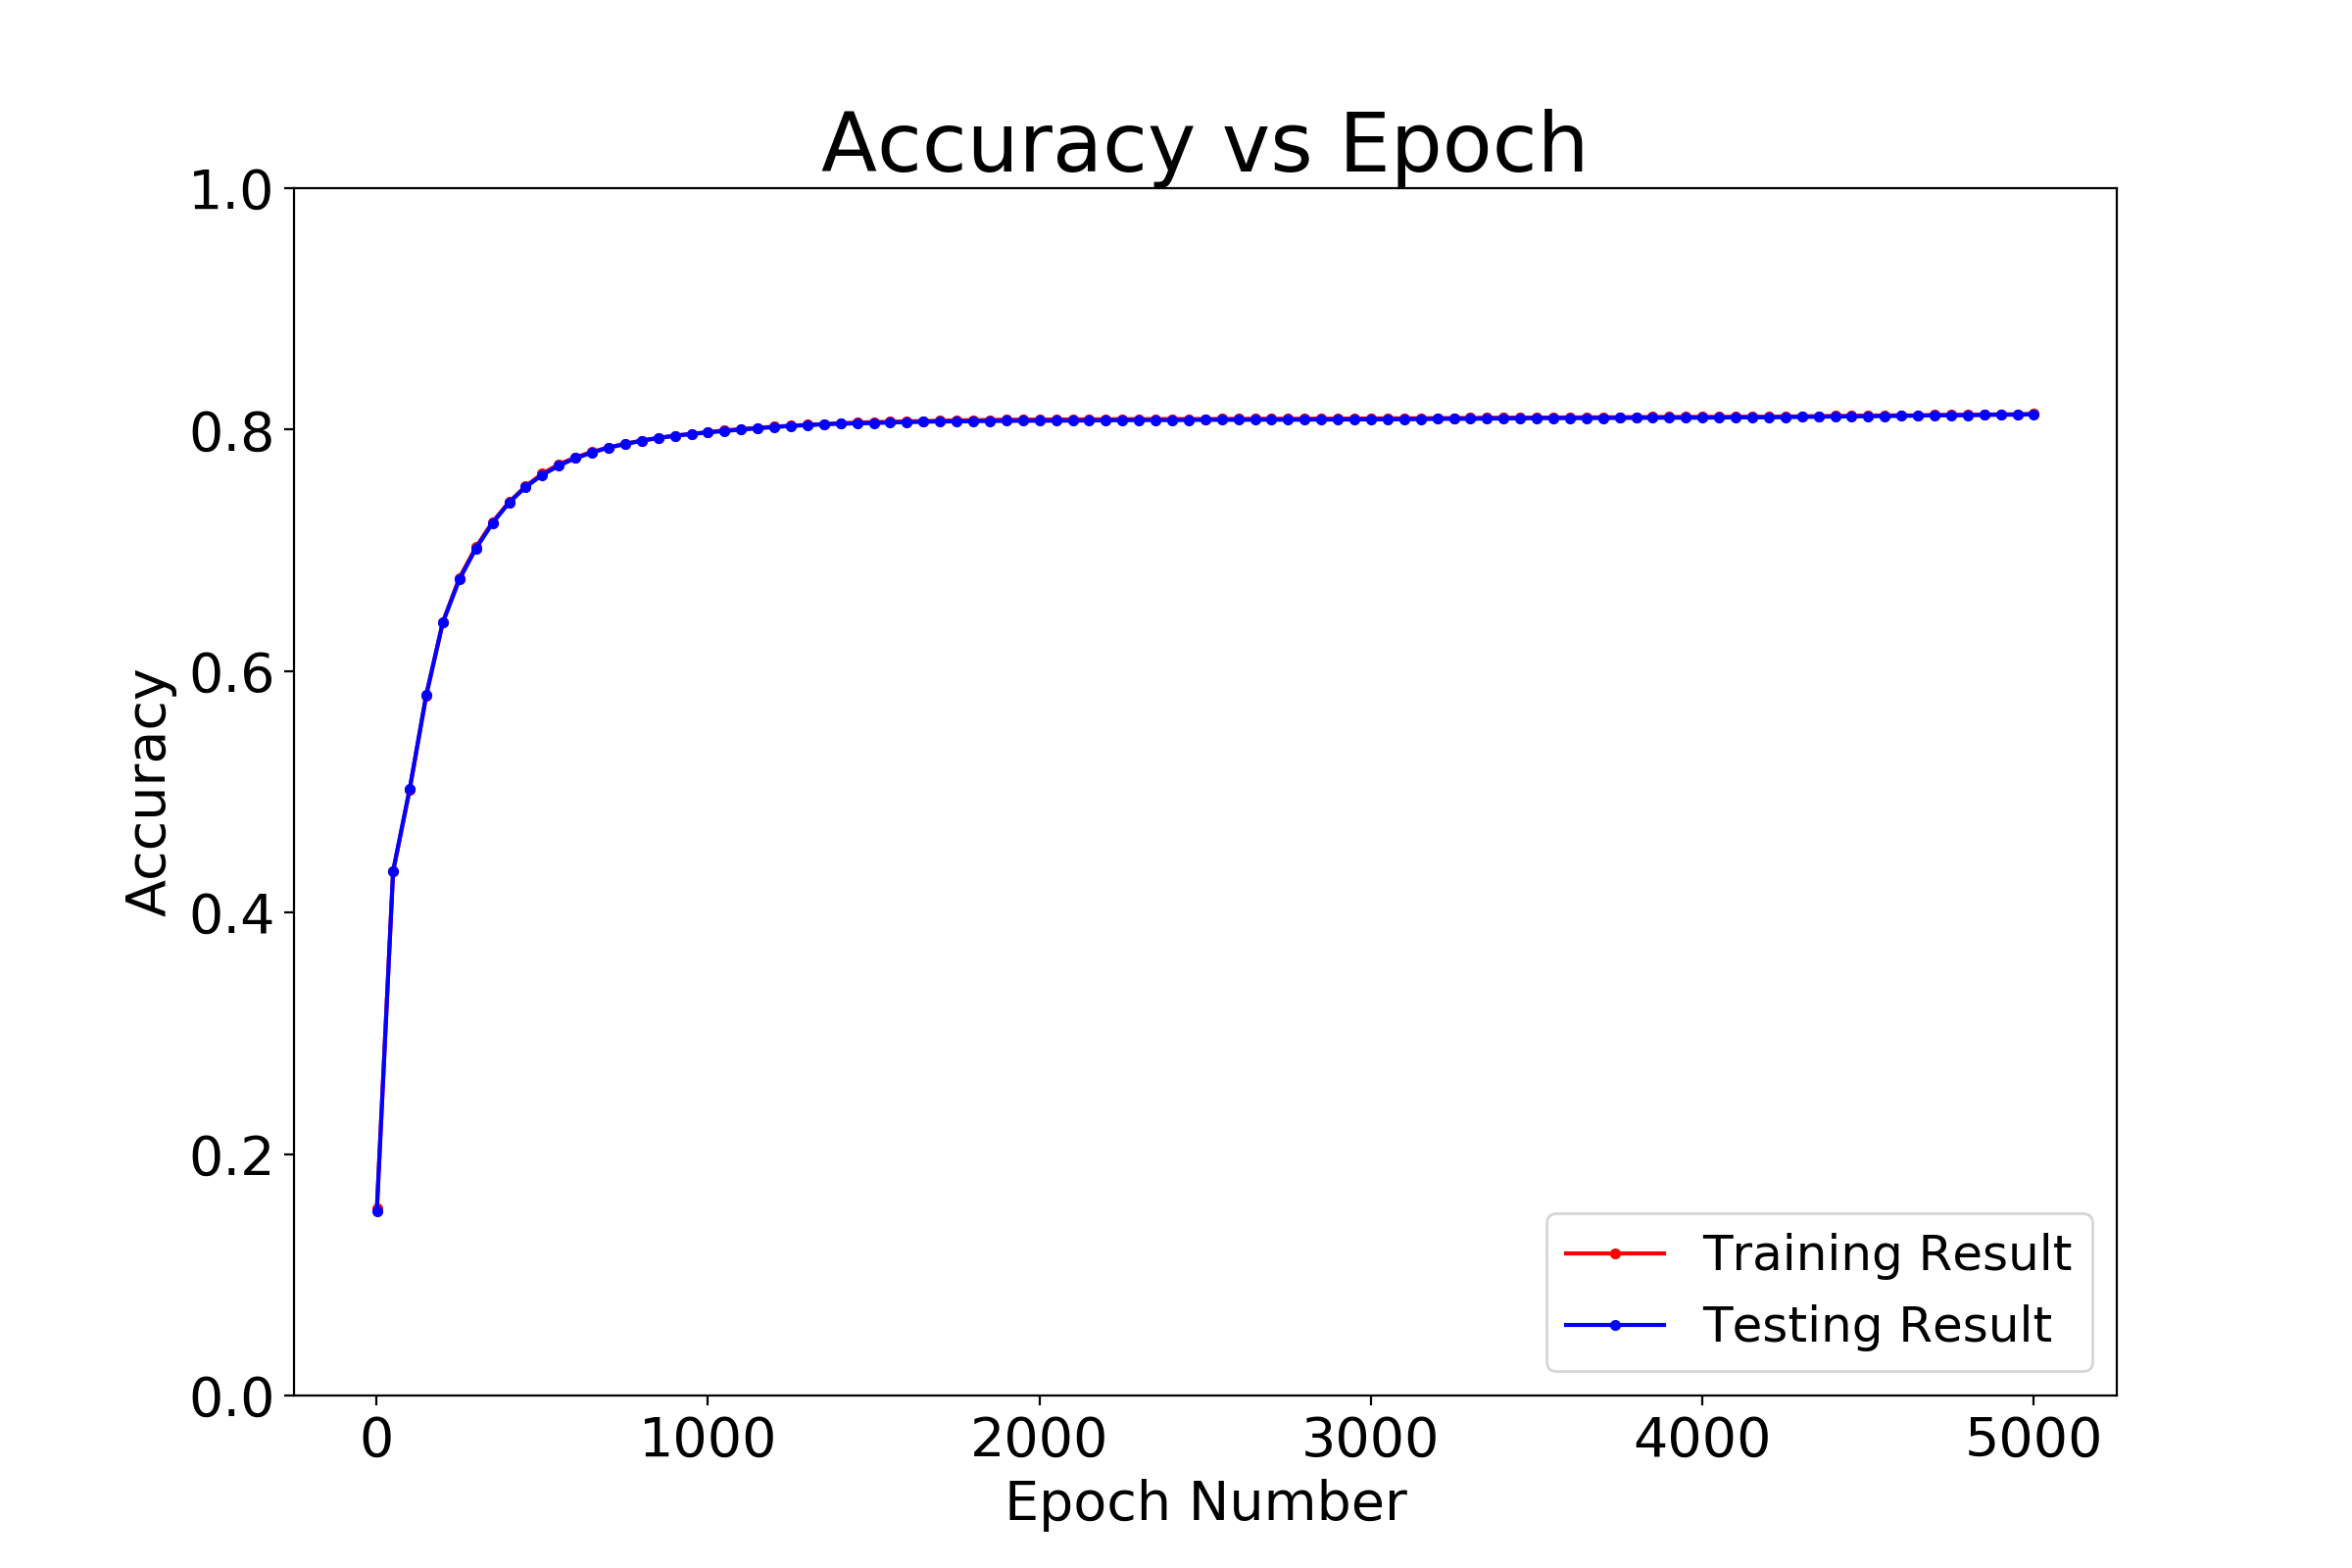 Accuracy vs Epoch
1.0
0.8
0.6
0.4
0.2
0.0
Accuracy
0 1000 2000 3000 4000 5000
Epoch Number
Training Result
Testing Result